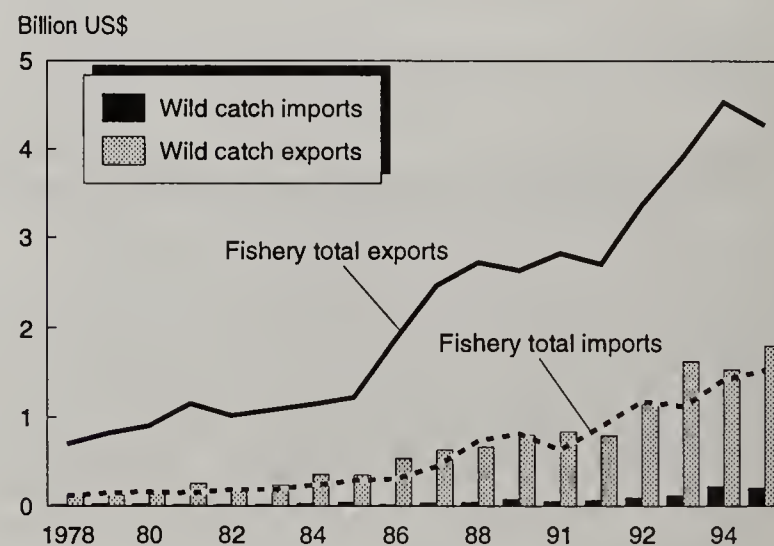 Billion US$
5
4
3
2
1
0
Wild catch imports
Wild catch exports
Fishery total exports
Fishery total imports
1978 80 82 84 86 88 91 92 94